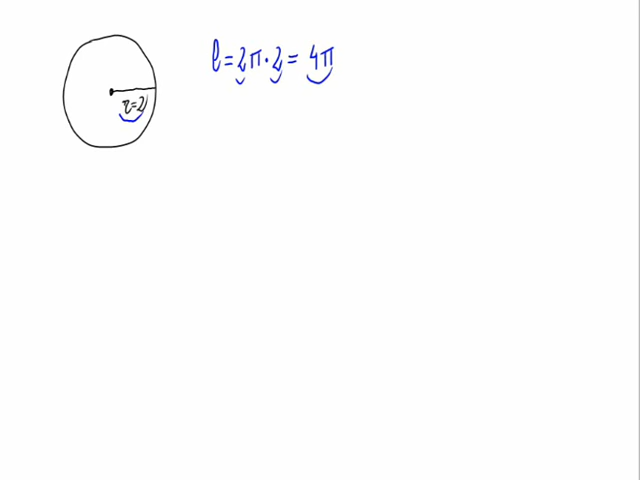 l = 2π · 2 = 4π
r=2